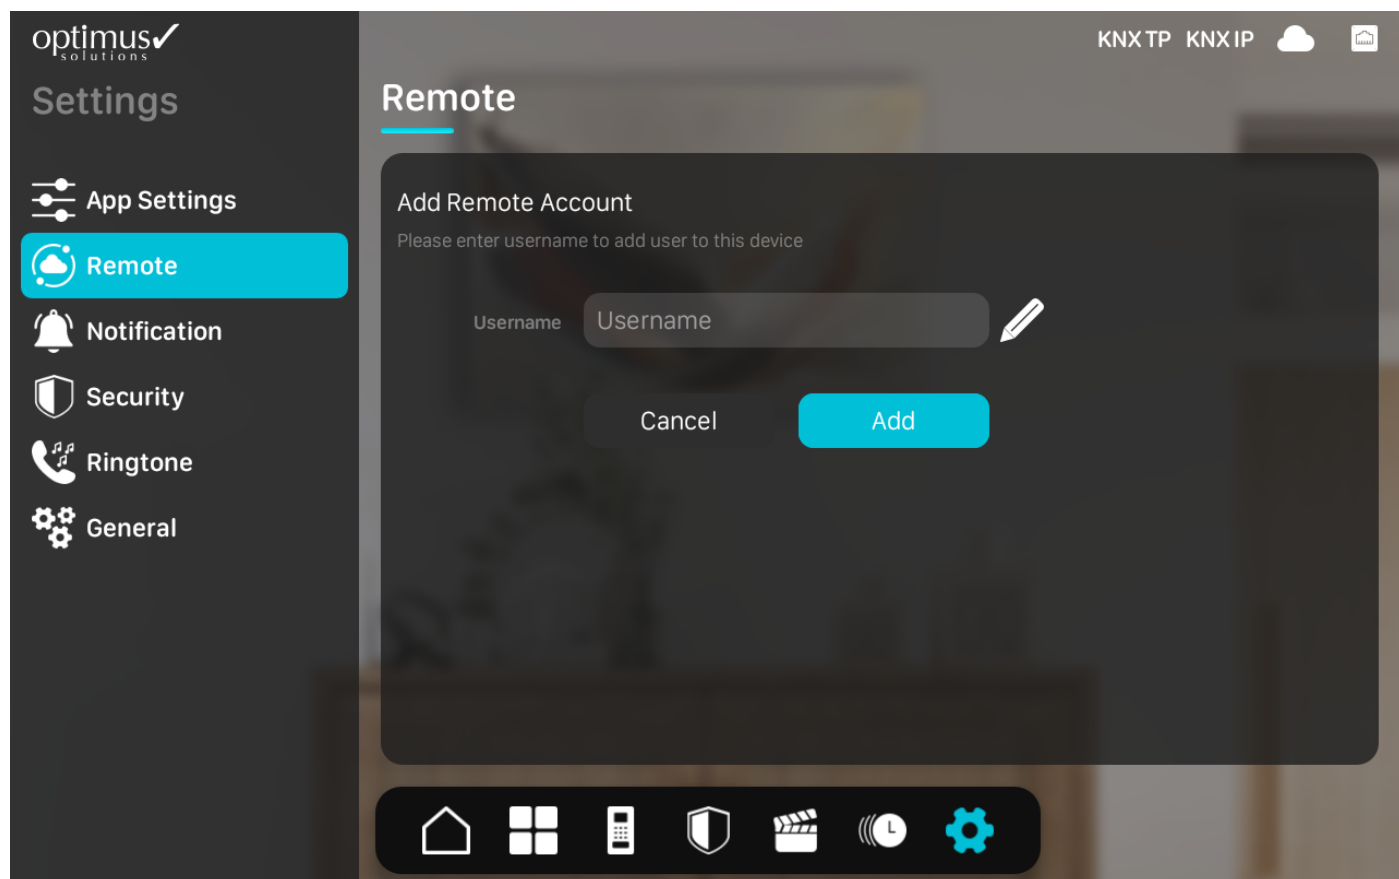 optimus
solutions
KNX TP KNX IP
Settings
Remote
App Settings
Remote
Notification
Security
Ringtone
General
Add Remote Account
Please enter username to add user to this device
Username Username
Cancel Add